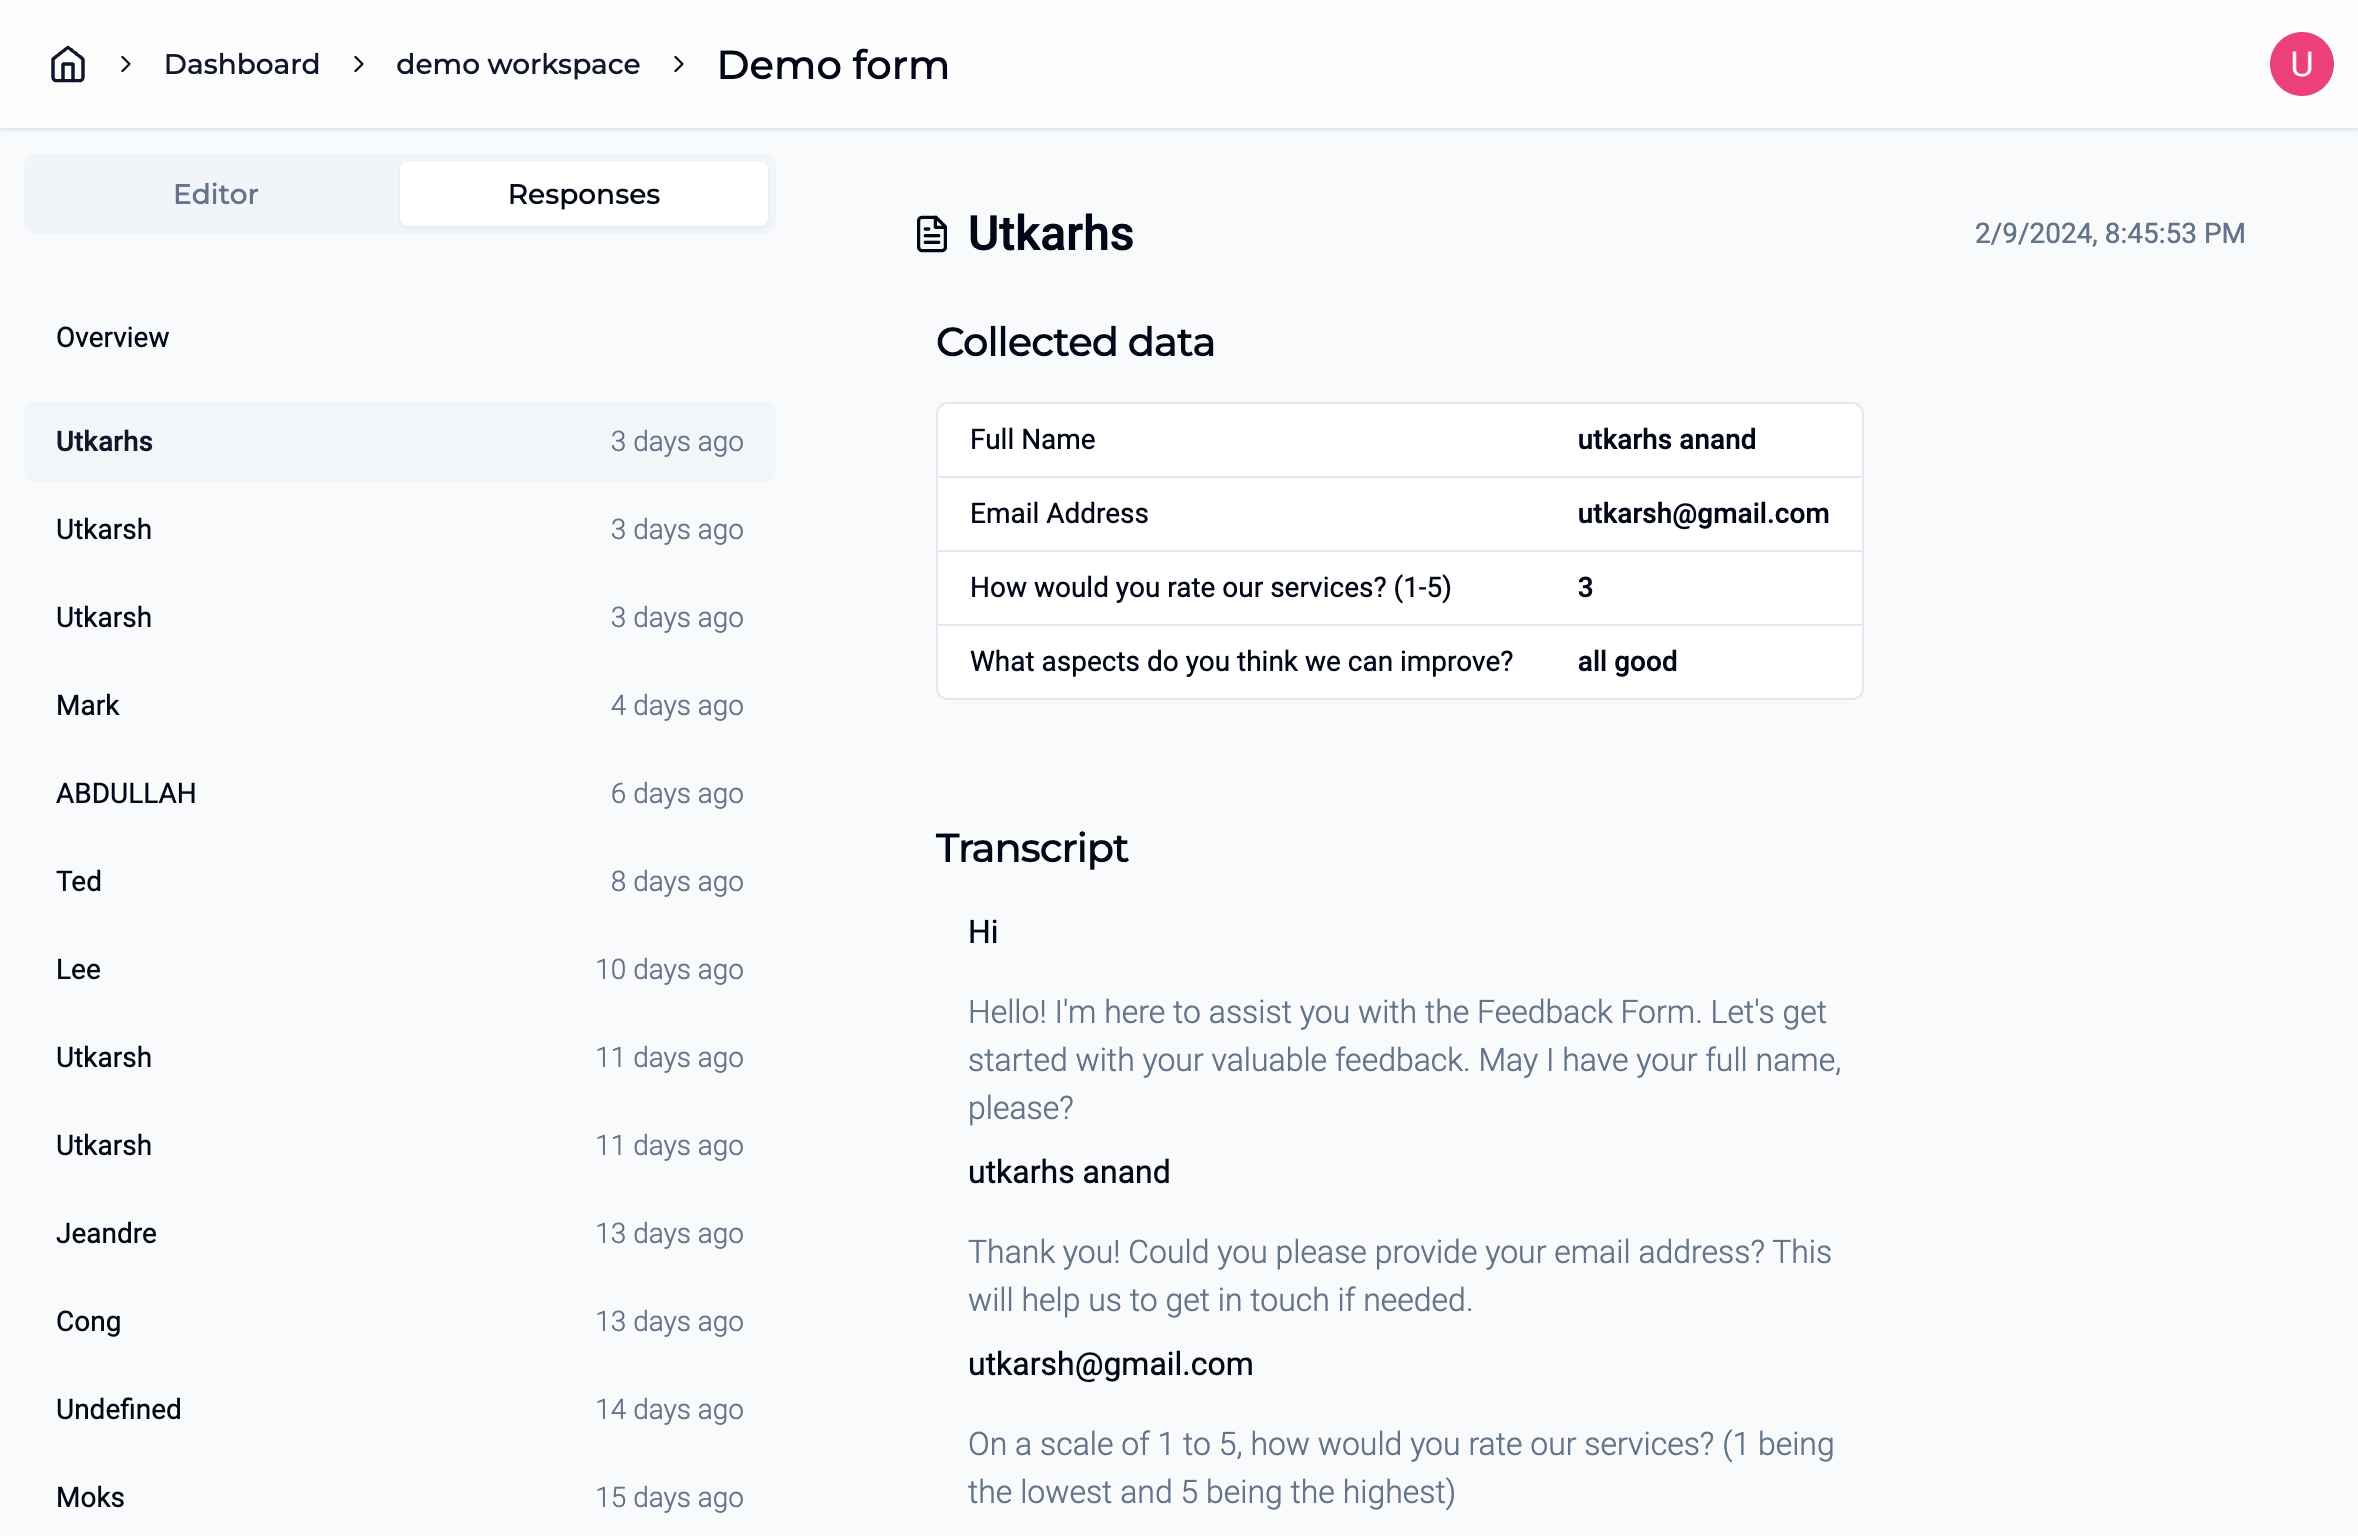 Dashboard > demo workspace > Demo form
U
Editor
Responses
Overview
Utkarhs 3 days ago
Utkarsh 3 days ago
Utkarsh 3 days ago
Mark 4 days ago
ABDULLAH 6 days ago
Ted 8 days ago
Lee 10 days ago
Utkarsh 11 days ago
Utkarsh 11 days ago
Jeandre 13 days ago
Cong 13 days ago
Undefined 14 days ago
Moks 15 days ago
Utkarhs
2/9/2024, 8:45:53 PM
Collected data
Full Name utkarhs anand
Email Address utkarsh@gmail.com
How would you rate our services? (1-5) 3
What aspects do you think we can improve? all good
Transcript
Hi
Hello! I'm here to assist you with the Feedback Form. Let's get
started with your valuable feedback. May I have your full name,
please?
utkarhs anand
Thank you! Could you please provide your email address? This
will help us to get in touch if needed.
utkarsh@gmail.com
On a scale of 1 to 5, how would you rate our services? (1 being
the lowest and 5 being the highest)